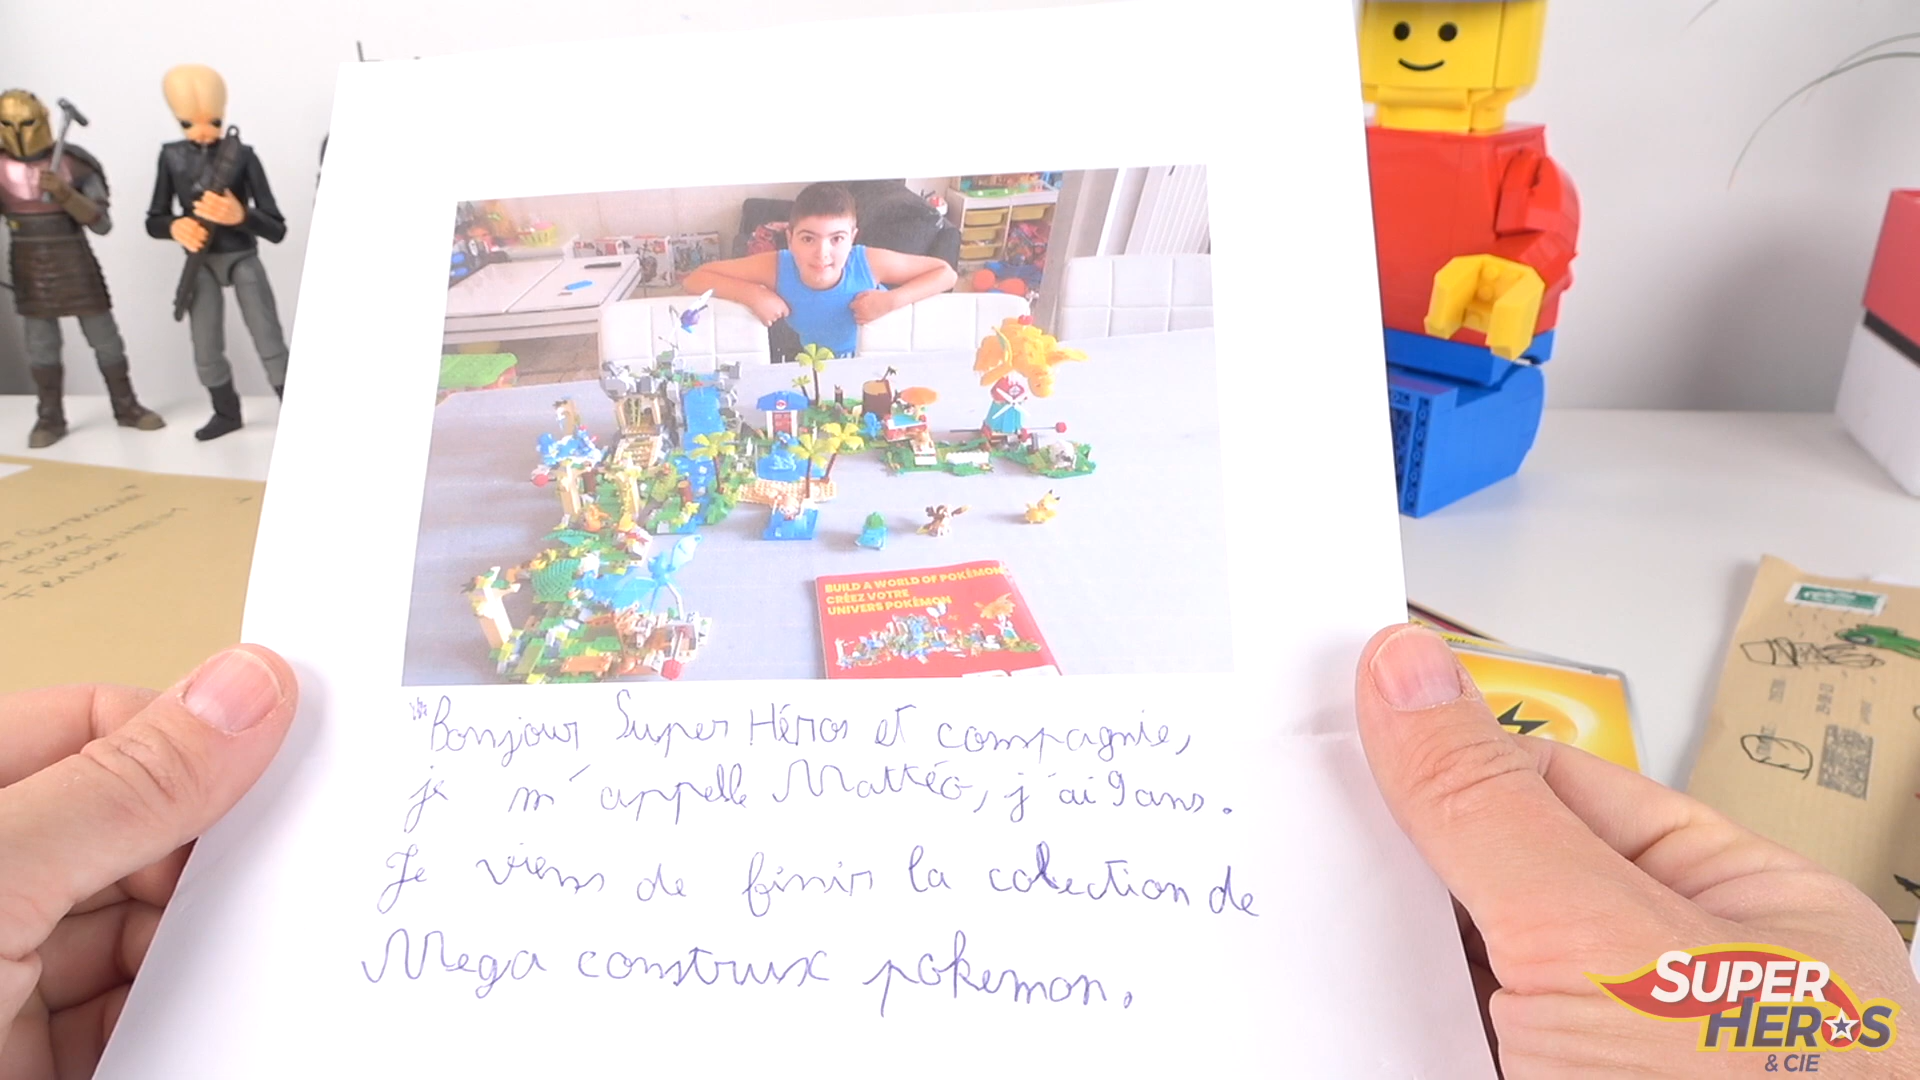 BUILD A WORLD OF POKÉMON
CRÉEZ VOTRE
UNIVERS POKÉMON
"Bonjour Super Héros et compagnie,
je m'appelle Mattéo, j'ai 9 ans.
Je viens de finir la colection de
Mega construx pokemon.
FRANCE
SUPER
HEROS
& CIE